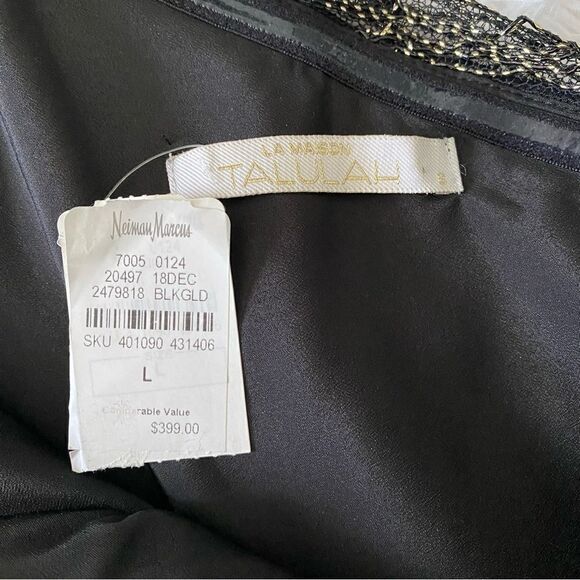 LA MAISON
TALULAH
Neiman Marcus
7005 0124
20497 18DEC
2479818 BLKGLD
SKU 401090 431406
L
Comparable Value
$399.00